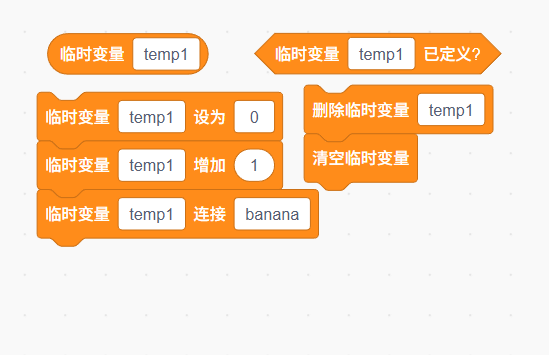 临时变量 temp1
临时变量 temp1 已定义?
临时变量 temp1 设为 0
临时变量 temp1 增加 1
临时变量 temp1 连接 banana
删除临时变量 temp1
清空临时变量